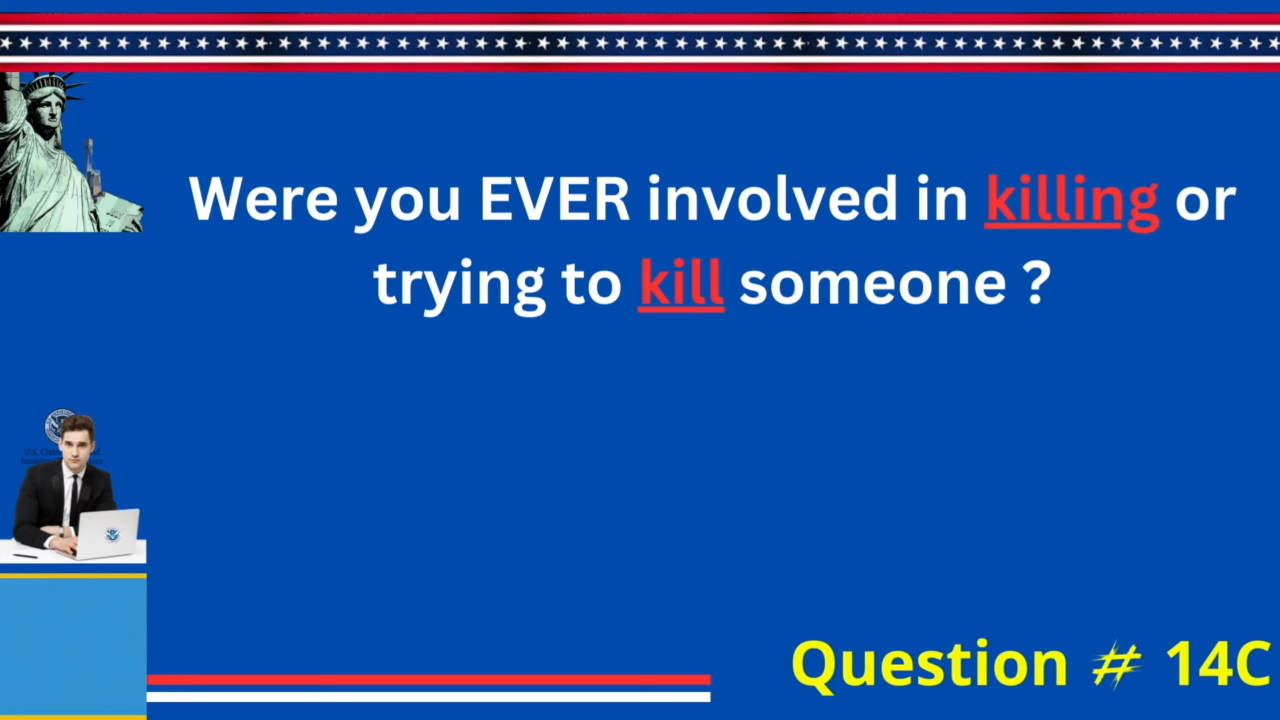 Were you EVER involved in killing or
trying to kill someone ?
Question # 14C